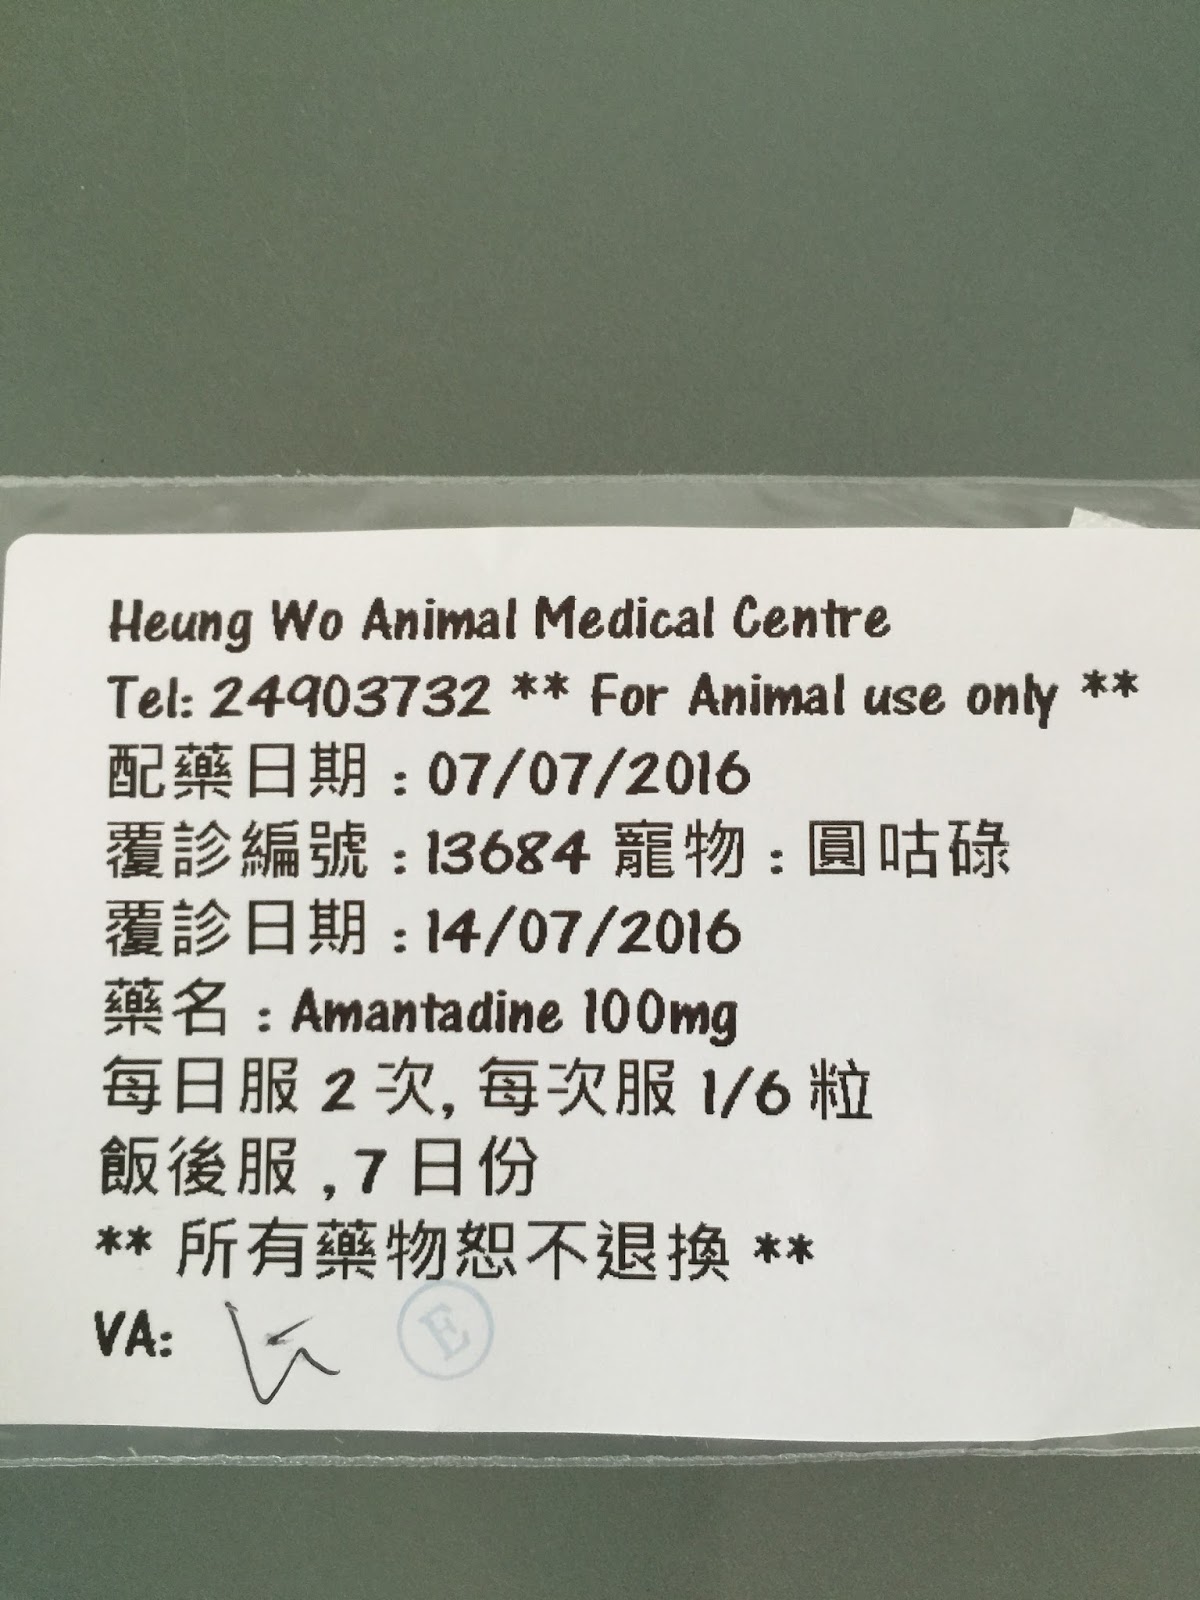 Heung Wo Animal Medical Centre
Tel: 24903732 ** For Animal use only **
配藥日期 : 07/07/2016
覆診編號 : 13684 寵物 : 圓咕碌
覆診日期 : 14/07/2016
藥名 : Amantadine 100mg
每日服 2 次, 每次服 1/6 粒
飯後服 , 7 日份
** 所有藥物恕不退換 **
VA:
E